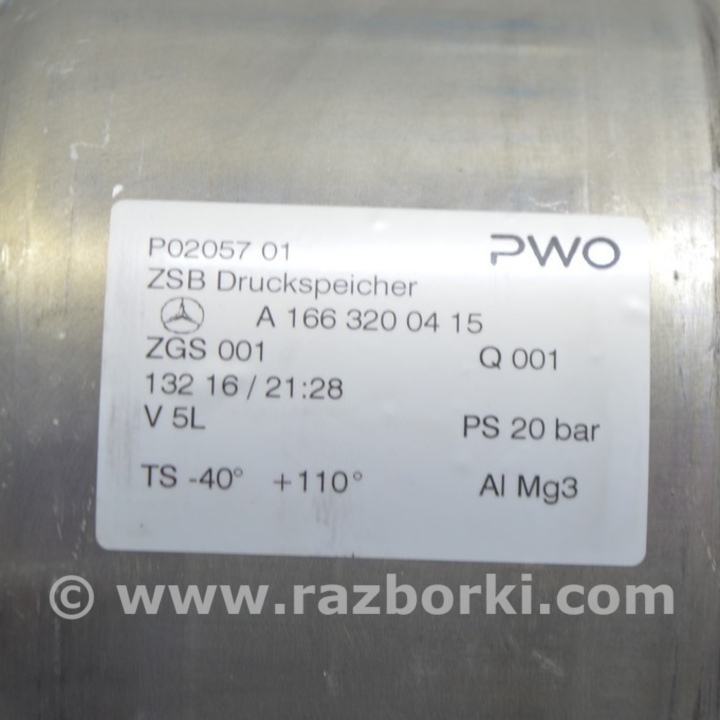 P02057 01 PWO
ZSB Druckspeicher
A 166 320 04 15
ZGS 001 Q 001
132 16 / 21:28
V 5L PS 20 bar
TS -40° +110° Al Mg3
© www.razborki.com